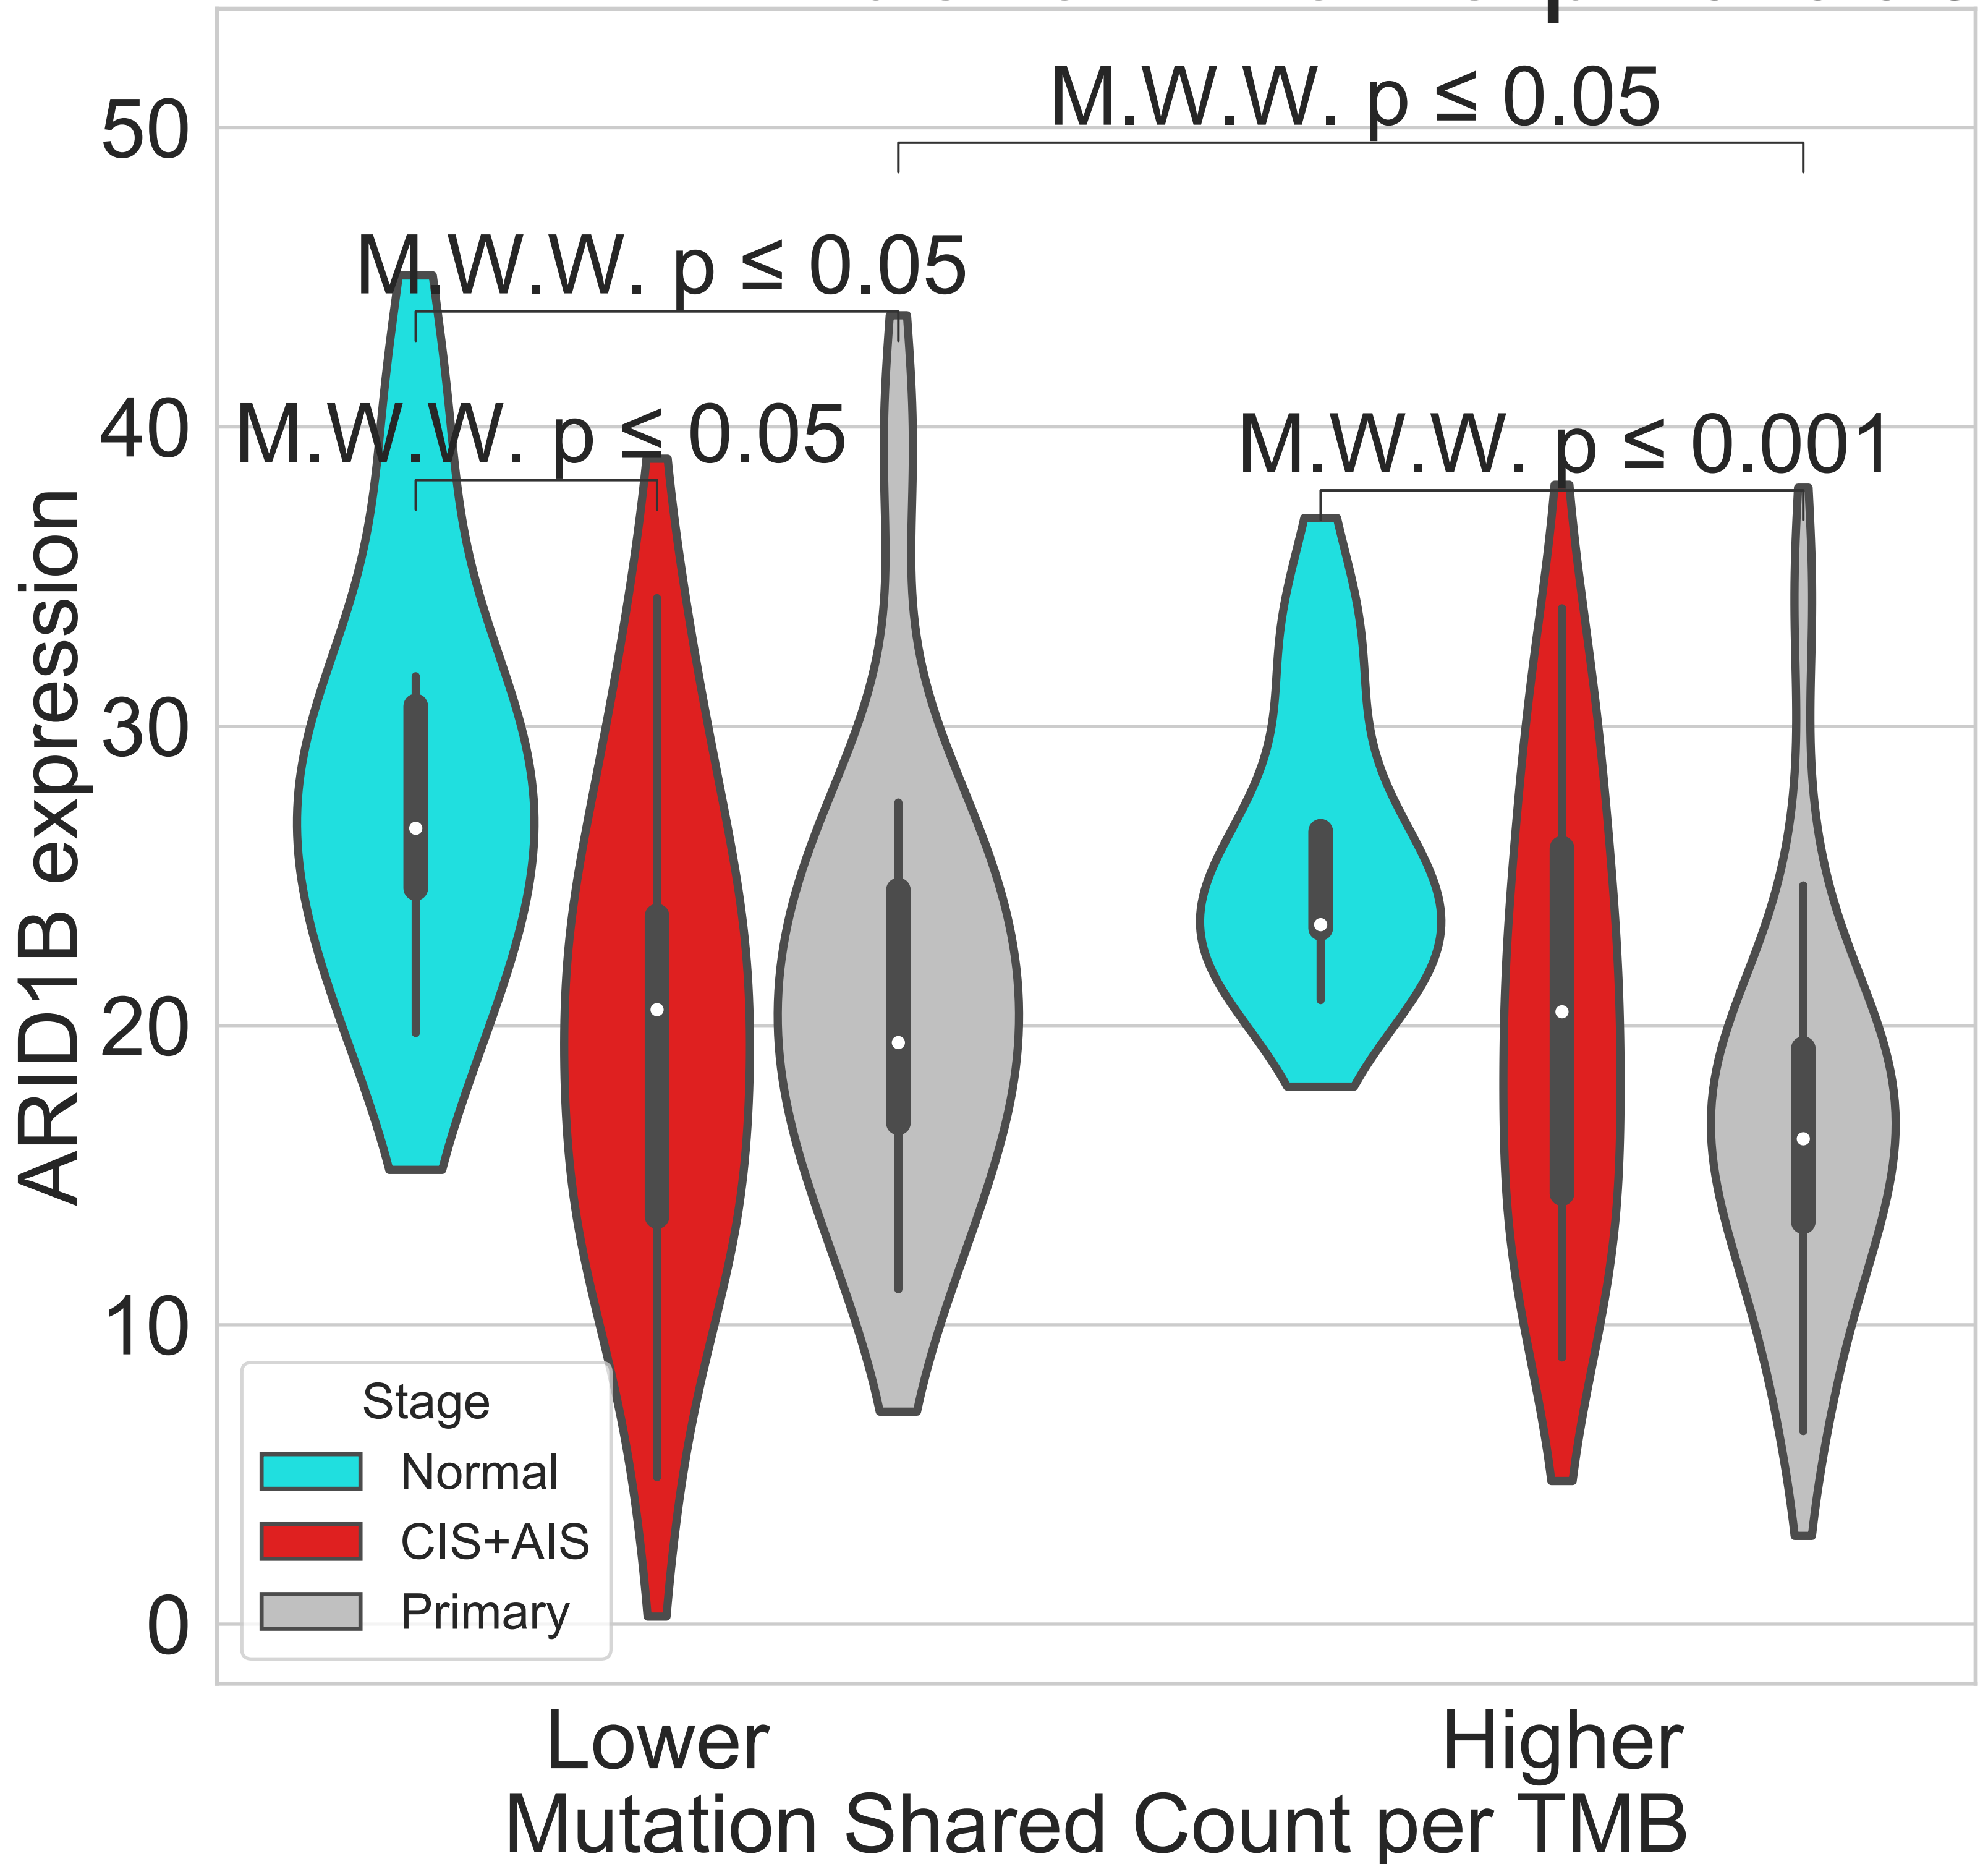 M.W.W. p ≤ 0.05
50
M.W.W. p ≤ 0.05
M.W.W. p ≤ 0.05
M.W.W. p ≤ 0.001
40
30
20
10
0
ARID1B expression
Stage
Normal
CIS+AIS
Primary
Lower
Higher
Mutation Shared Count per TMB